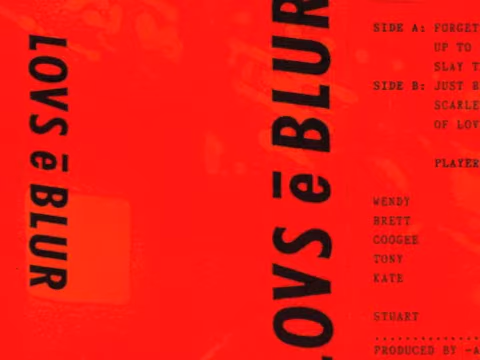 LOVS ē BLUR
LOVS ē BLUR
SIDE A: FORGET
UP TO
SLAY T
SIDE B: JUST
SCARLE
OF LOV
PLAYER
WENDY
BRETT
COOGEE
TONY
KATE
STUART
....................
PRODUCED BY -A